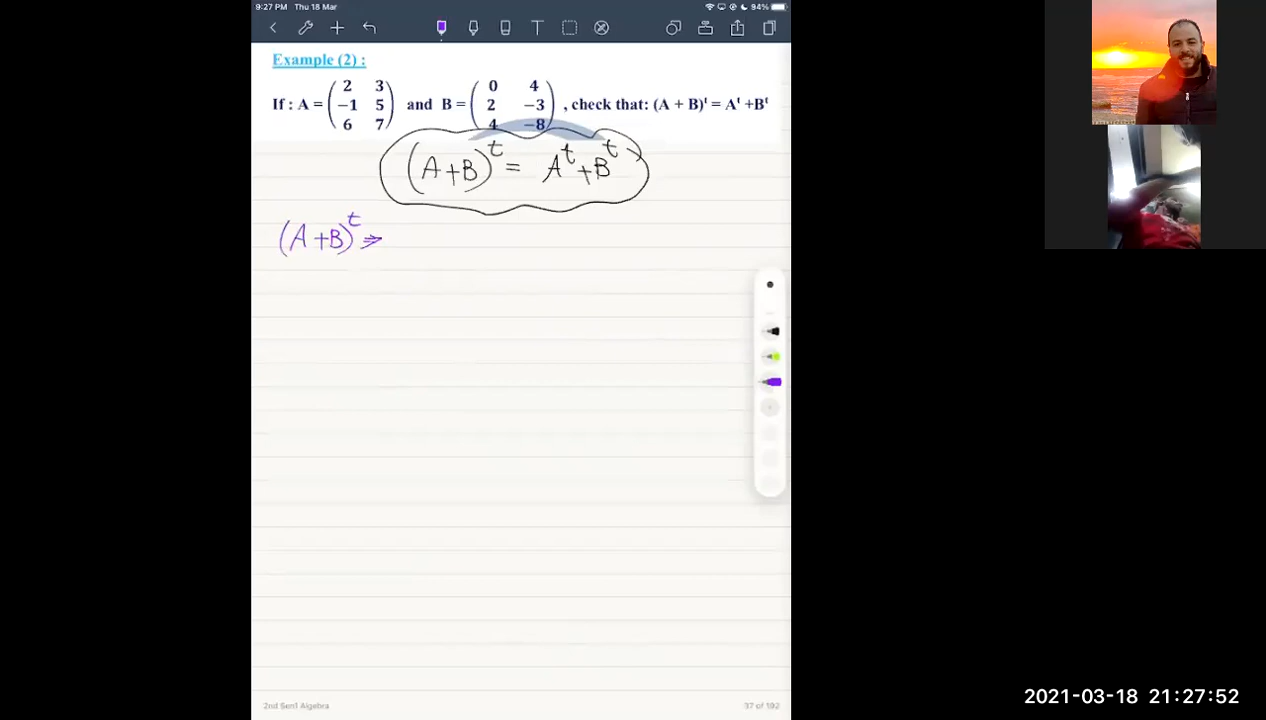 9:27 PM Thu 18 Mar 94%
T
Example (2) :
If : A = ( 2 3 and B = ( 0 4 , check that: (A + B)ᵗ = Aᵗ +Bᵗ
−1 5 2 −3
6 7 ) 4 −8 )
(A+B)ᵗ = Aᵗ+Bᵗ
(A+B)ᵗ ⇒
2nd Sen1 Algebra 37 of 192
2021-03-18 21:27:52